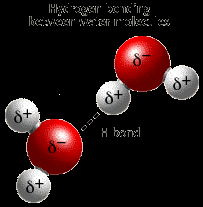 Hydrogen bonding
between water molecules
δ−
δ+
δ+
δ+
H bond
δ−
δ+